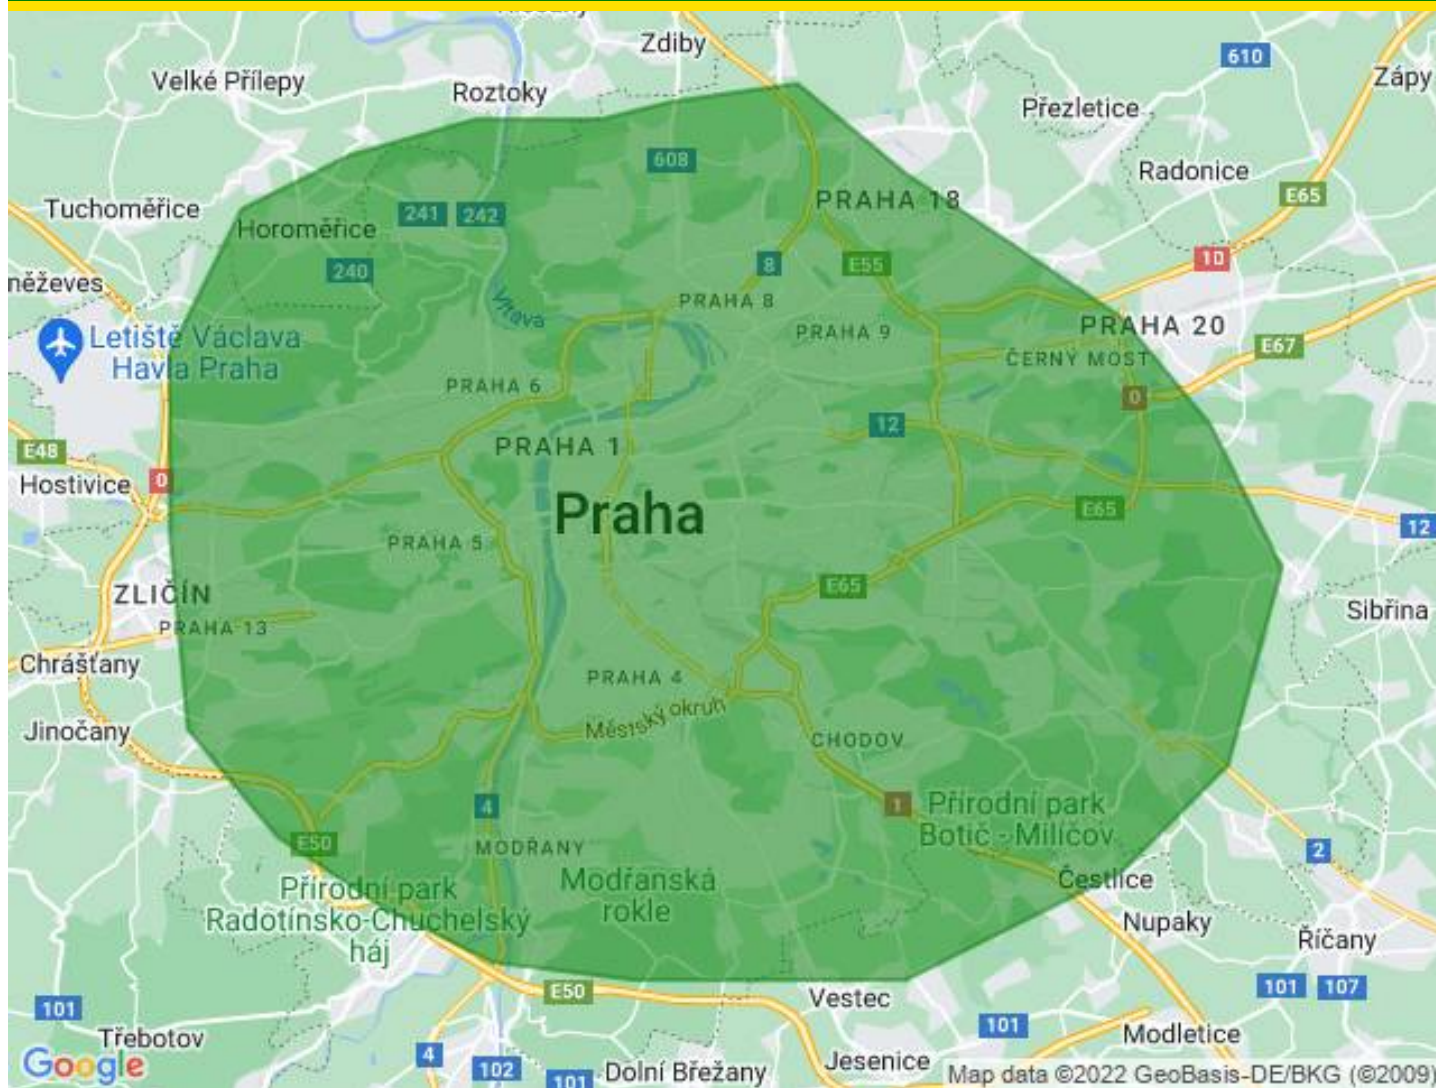 Zdiby
610
Zápy
Velké Přílepy
Roztoky
Přezletice
608
Radonice
PRAHA 18
E65
Tuchoměřice
241
242
Horoměřice
10
240
8
E55
něževes
Vltava
PRAHA 8
PRAHA 9
PRAHA 20
Letiště Václava
Havla Praha
E67
ČERNÝ MOST
PRAHA 6
0
12
E48
PRAHA 1
Hostivice
0
Praha
E65
12
PRAHA 5
E65
ZLIČÍN
Sibřina
PRAHA 13
Chrášťany
PRAHA 4
Městský okruh
Jinočany
CHODOV
4
1
Přírodní park
Botič - Milíčov
E50
MODŘANY
2
Modřanská
rokle
Čestlice
Přírodní park
Radotínsko-Chuchelský
háj
Nupaky
Říčany
E50
Vestec
101
107
101
101
Třebotov
Modletice
Google
4
102
101
Dolní Břežany
Jesenice
Map data ©2022 GeoBasis-DE/BKG (©2009)